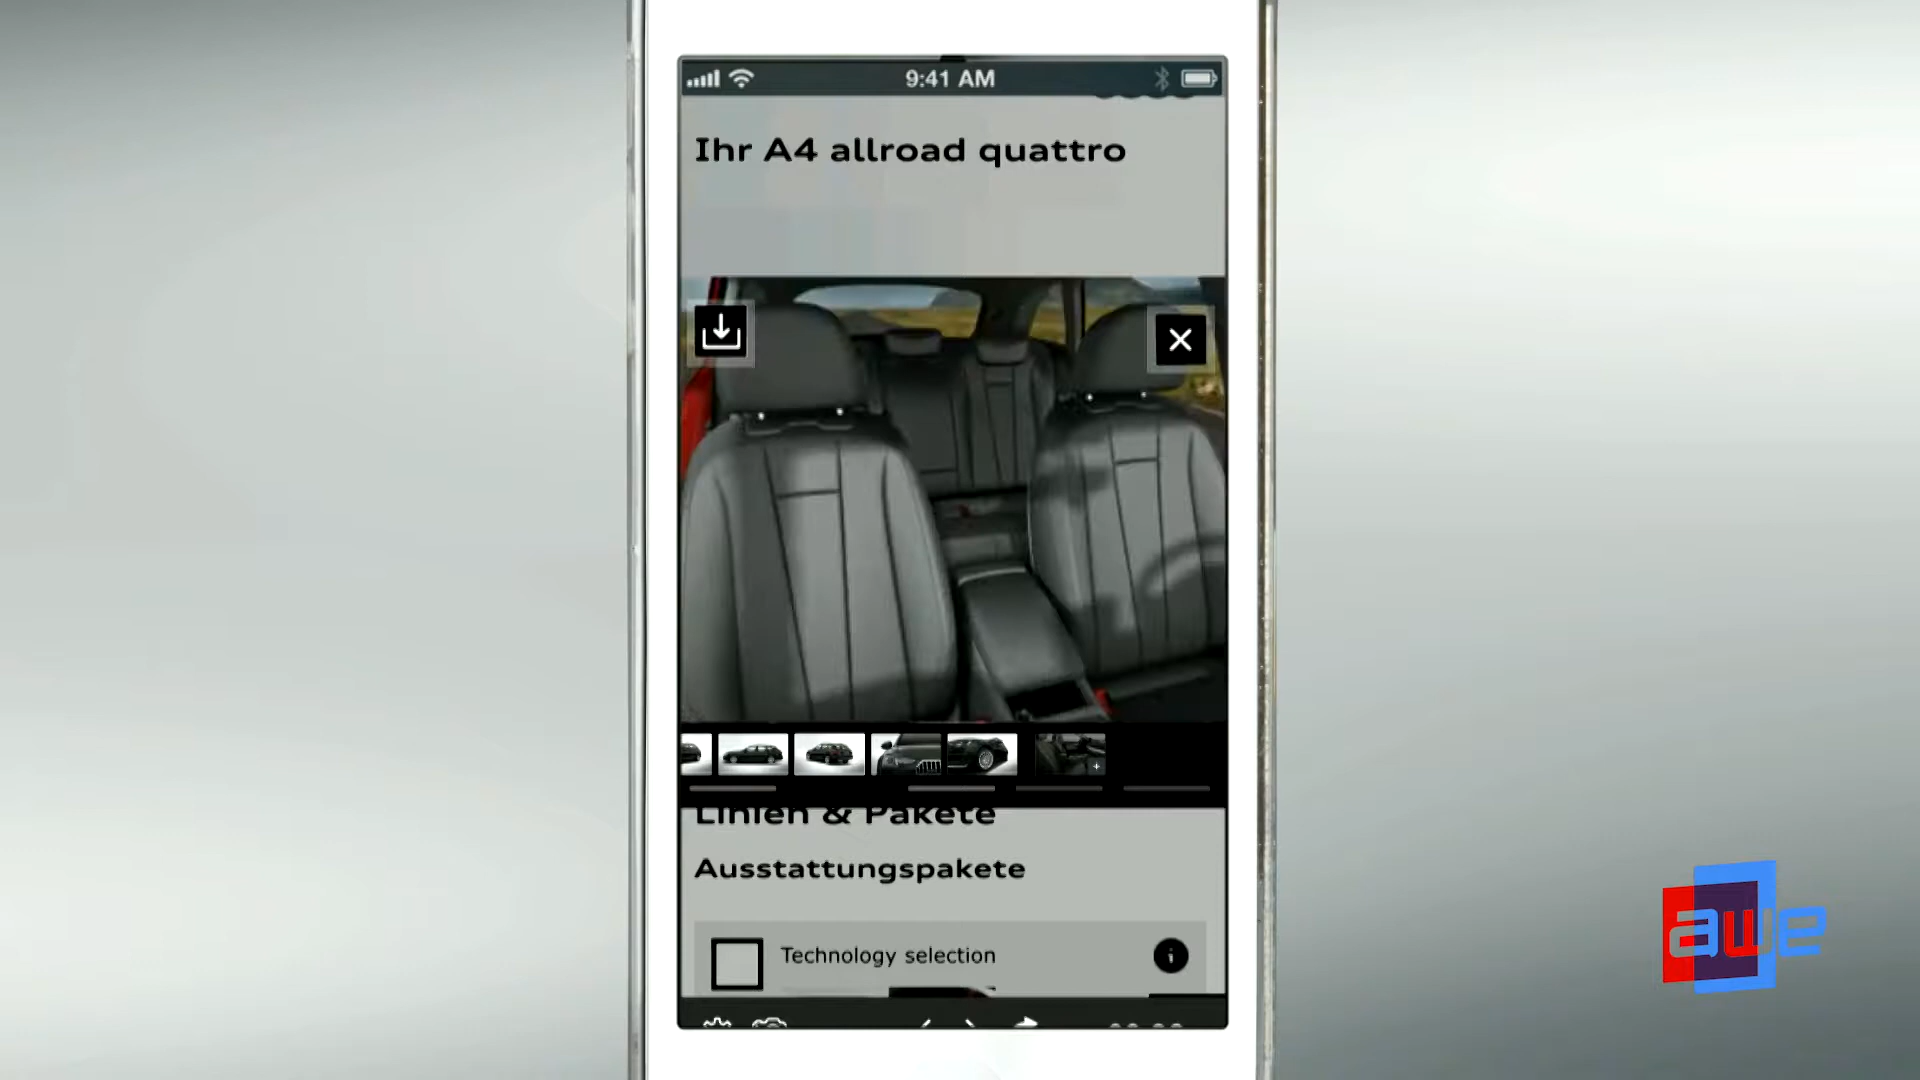 9:41 AM
Ihr A4 allroad quattro
Linien & Pakete
Ausstattungspakete
Technology selection
awe